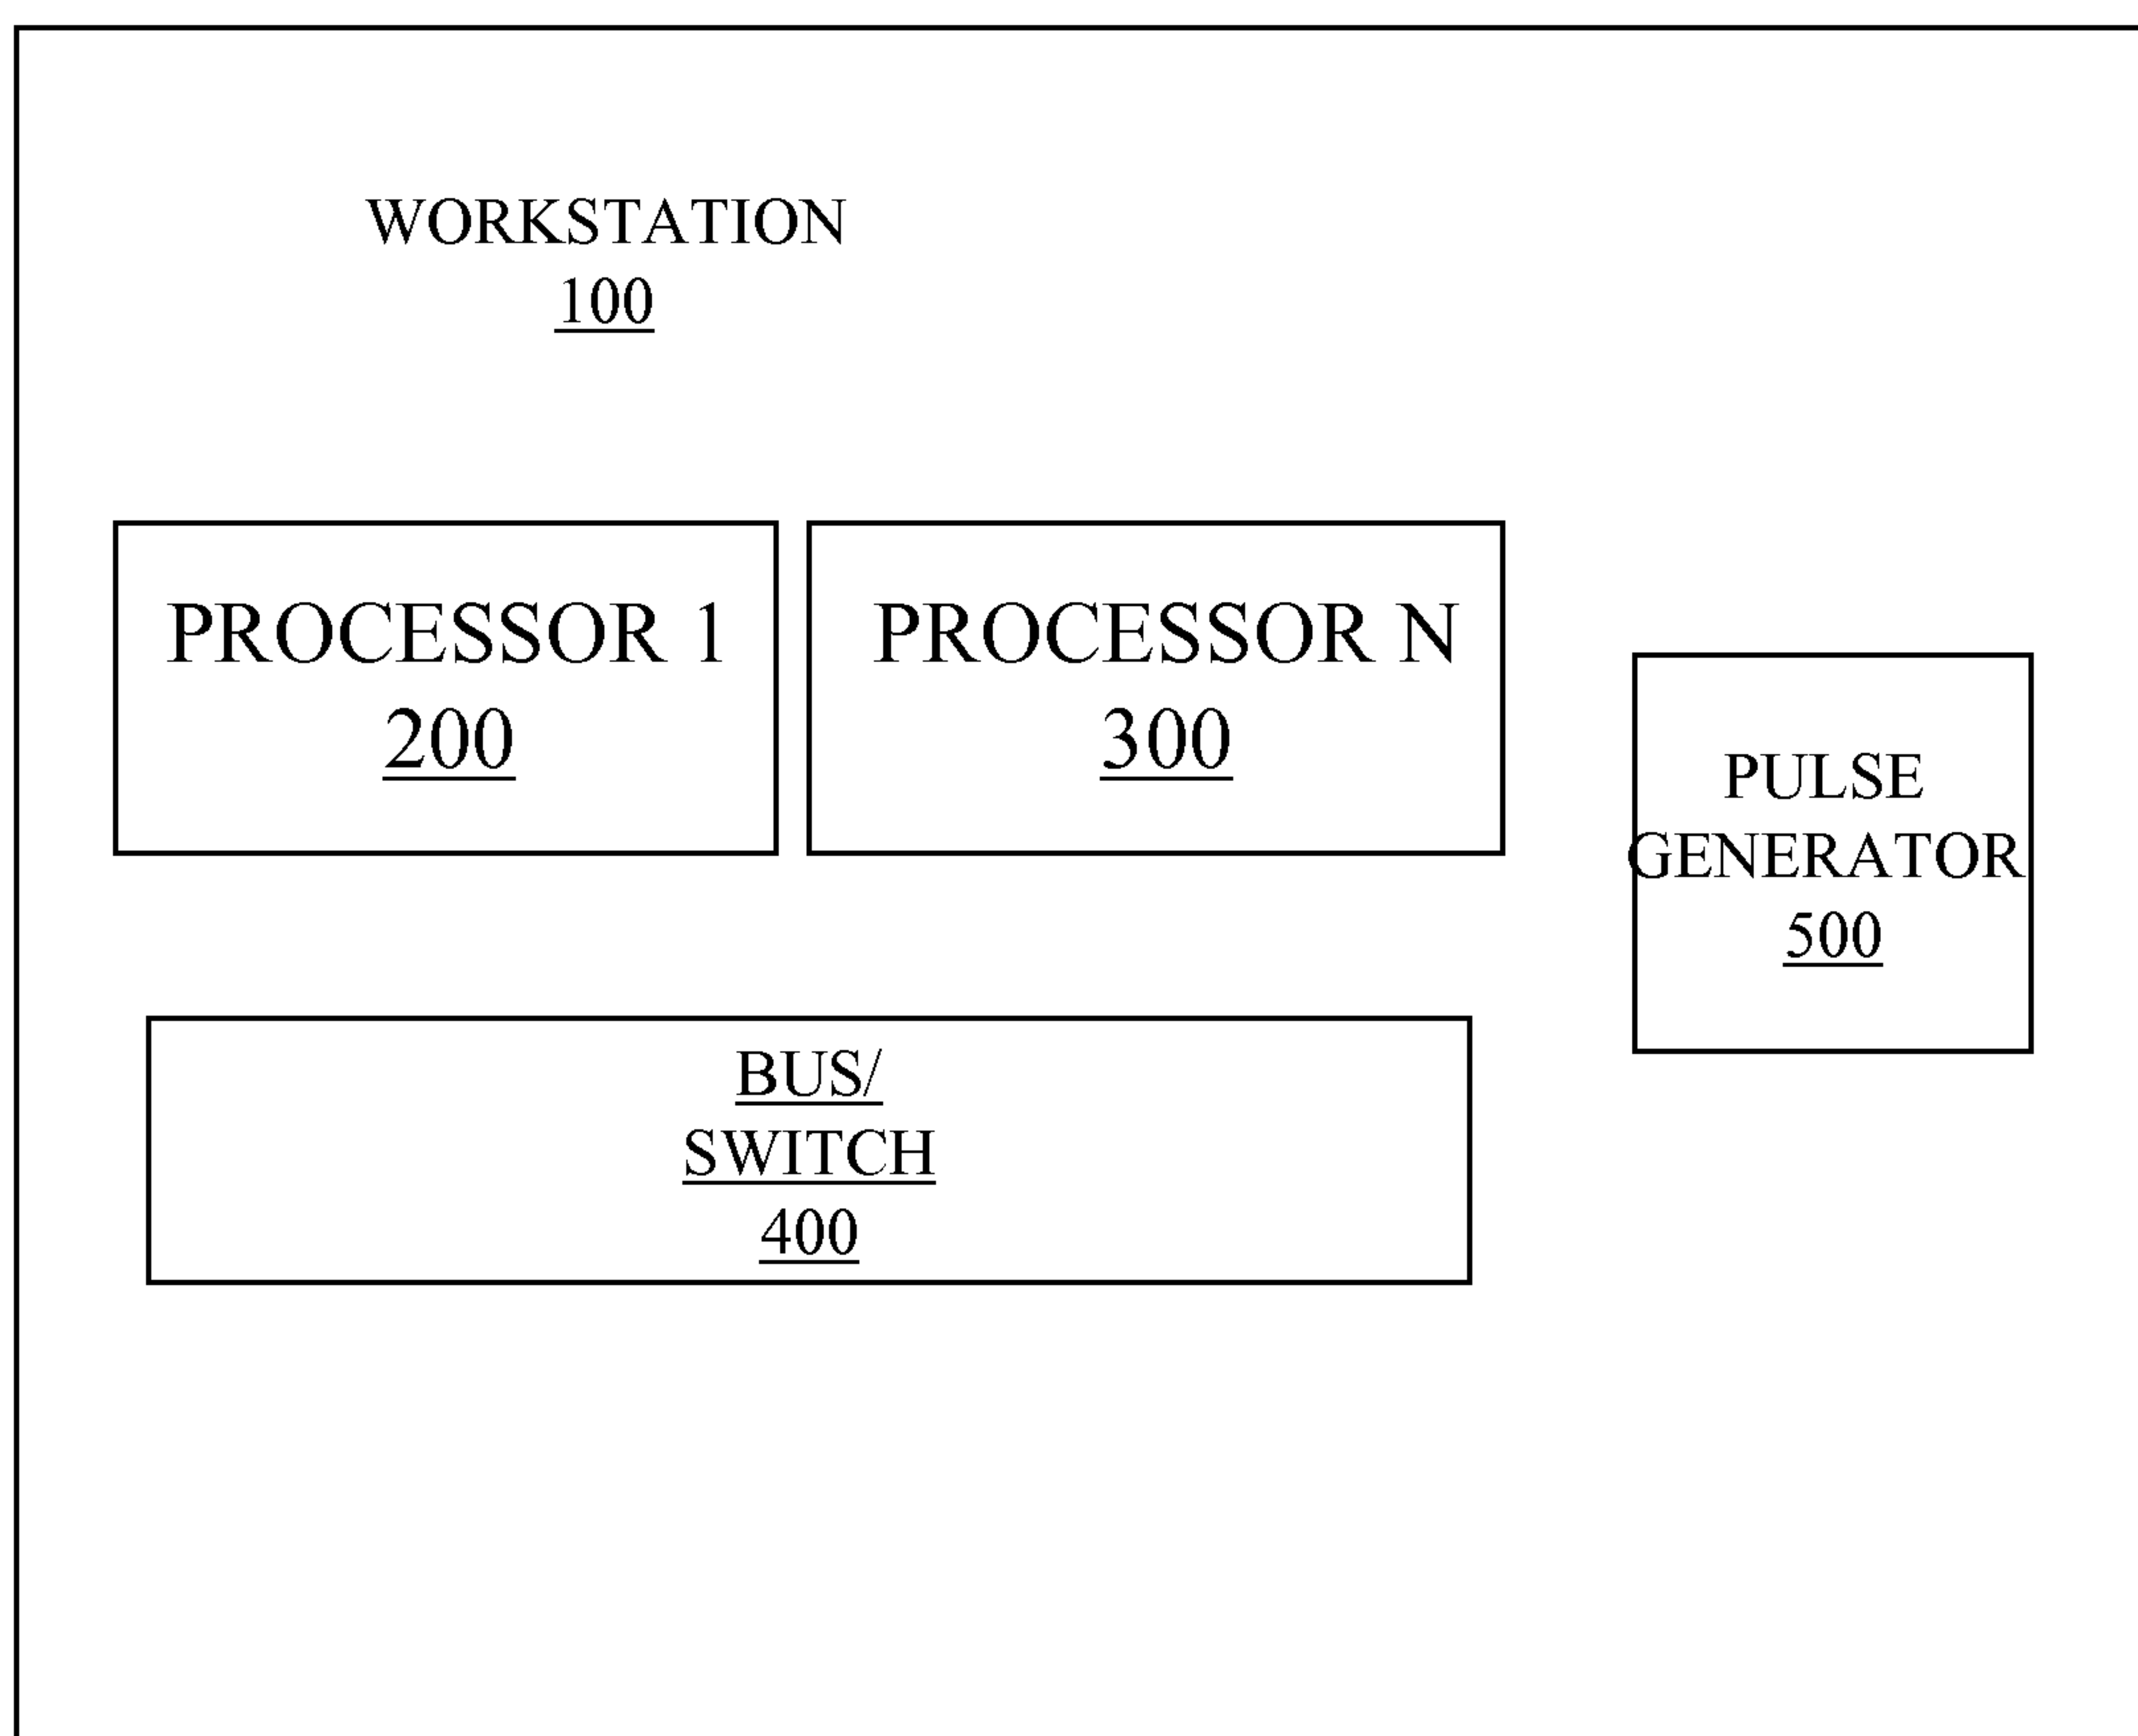 WORKSTATION
100
PROCESSOR 1
200
PROCESSOR N
300
PULSE
GENERATOR
500
BUS/
SWITCH
400